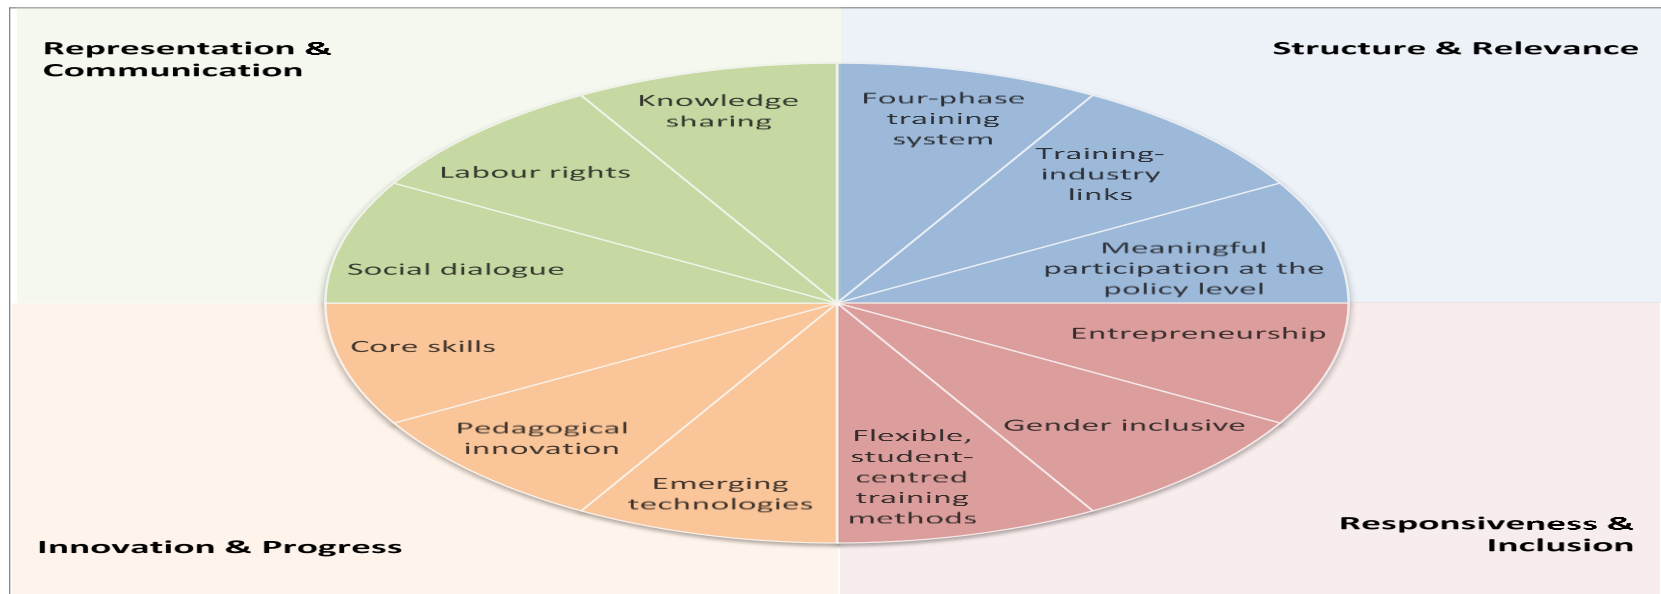 Representation &
Communication
Structure & Relevance
Knowledge
sharing
Four-phase
training
system
Labour rights
Training-
industry
links
Social dialogue
Meaningful
participation at the
policy level
Core skills
Entrepreneurship
Pedagogical
innovation
Gender inclusive
Emerging
technologies
Flexible,
student-
centred
training
methods
Innovation & Progress
Responsiveness &
Inclusion